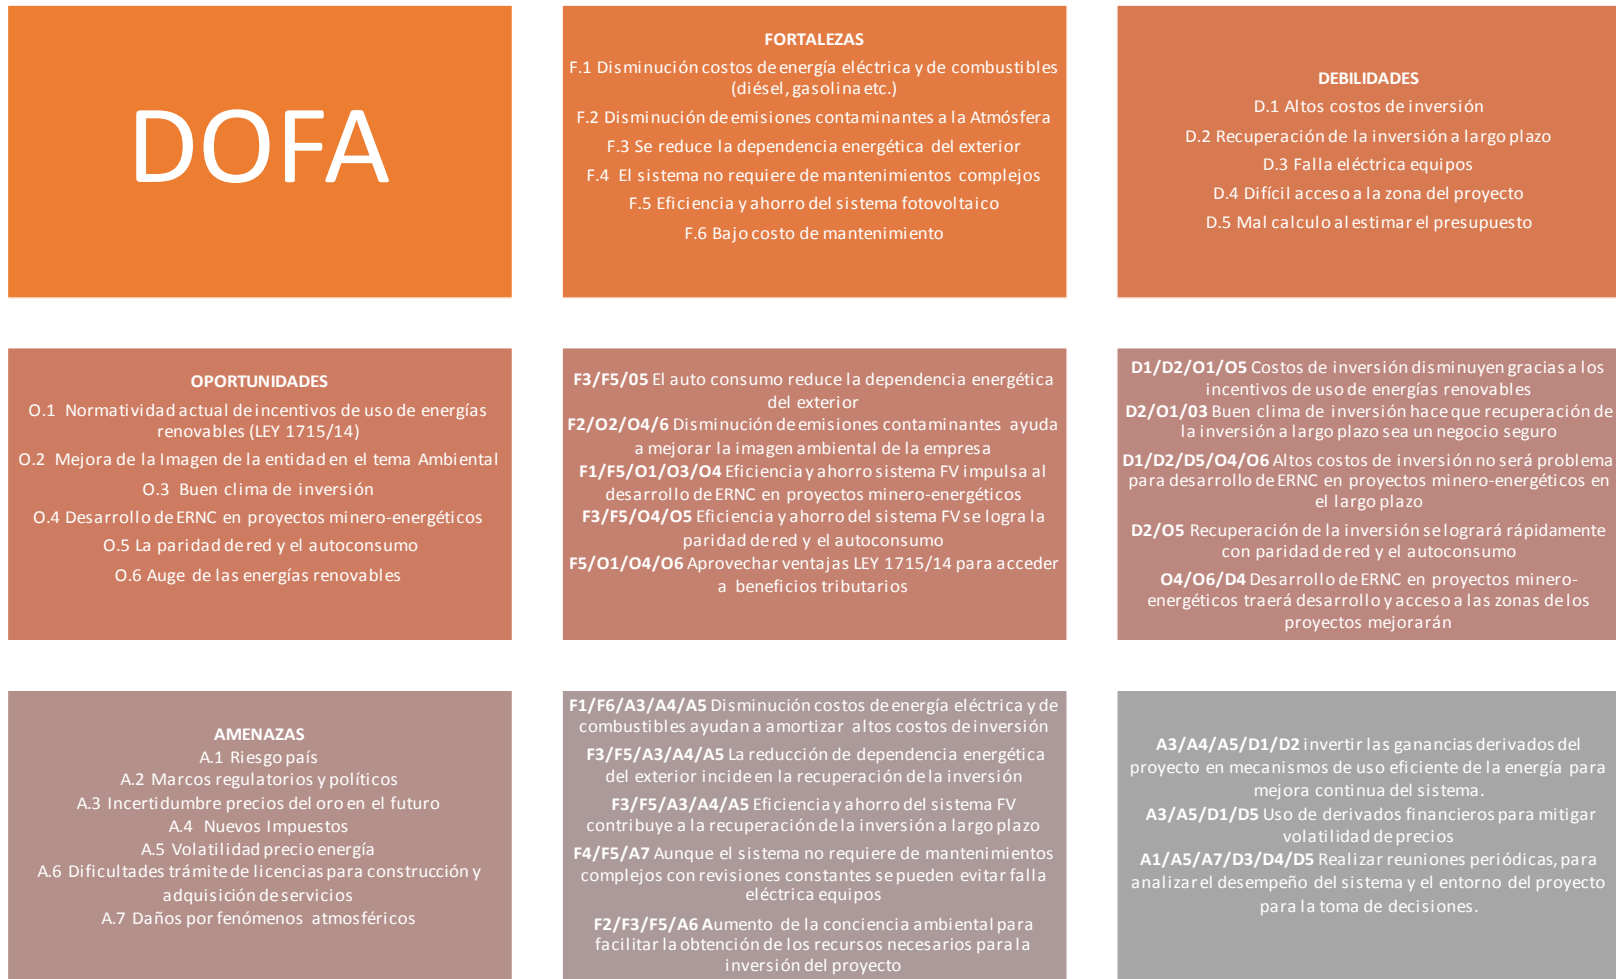 DOFA
FORTALEZAS
F.1 Disminución costos de energía eléctrica y de combustibles
(diésel, gasolina etc.)
F.2 Disminución de emisiones contaminantes a la Atmósfera
F.3 Se reduce la dependencia energética del exterior
F.4 El sistema no requiere de mantenimientos complejos
F.5 Eficiencia y ahorro del sistema fotovoltaico
F.6 Bajo costo de mantenimiento
DEBILIDADES
D.1 Altos costos de inversión
D.2 Recuperación de la inversión a largo plazo
D.3 Falla eléctrica equipos
D.4 Difícil acceso a la zona del proyecto
D.5 Mal calculo al estimar el presupuesto
OPORTUNIDADES
O.1 Normatividad actual de incentivos de uso de energías
renovables (LEY 1715/14)
O.2 Mejora de la Imagen de la entidad en el tema Ambiental
O.3 Buen clima de inversión
O.4 Desarrollo de ERNC en proyectos minero-energéticos
O.5 La paridad de red y el autoconsumo
O.6 Auge de las energías renovables
F3/F5/05 El auto consumo reduce la dependencia energética
del exterior
F2/O2/O4/6 Disminución de emisiones contaminantes ayuda
a mejorar la imagen ambiental de la empresa
F1/F5/O1/O3/O4 Eficiencia y ahorro sistema FV impulsa al
desarrollo de ERNC en proyectos minero-energéticos
F3/F5/O4/O5 Eficiencia y ahorro del sistema FV se logra la
paridad de red y el autoconsumo
F5/O1/O4/O6 Aprovechar ventajas LEY 1715/14 para acceder
a beneficios tributarios
D1/D2/O1/O5 Costos de inversión disminuyen gracias a los
incentivos de uso de energías renovables
D2/O1/03 Buen clima de inversión hace que recuperación de
la inversión a largo plazo sea un negocio seguro
D1/D2/D5/O4/O6 Altos costos de inversión no será problema
para desarrollo de ERNC en proyectos minero-energéticos en
el largo plazo
D2/O5 Recuperación de la inversión se logrará rápidamente
con paridad de red y el autoconsumo
O4/O6/D4 Desarrollo de ERNC en proyectos minero-
energéticos traerá desarrollo y acceso a las zonas de los
proyectos mejorarán
AMENAZAS
A.1 Riesgo país
A.2 Marcos regulatorios y políticos
A.3 Incertidumbre precios del oro en el futuro
A.4 Nuevos Impuestos
A.5 Volatilidad precio energía
A.6 Dificultades trámite de licencias para construcción y
adquisición de servicios
A.7 Daños por fenómenos atmosféricos
F1/F6/A3/A4/A5 Disminución costos de energía eléctrica y de
combustibles ayudan a amortizar altos costos de inversión
F3/F5/A3/A4/A5 La reducción de dependencia energética
del exterior incide en la recuperación de la inversión
F3/F5/A3/A4/A5 Eficiencia y ahorro del sistema FV
contribuye a la recuperación de la inversión a largo plazo
F4/F5/A7 Aunque el sistema no requiere de mantenimientos
complejos con revisiones constantes se pueden evitar falla
eléctrica equipos
F2/F3/F5/A6 Aumento de la conciencia ambiental para
facilitar la obtención de los recursos necesarios para la
inversión del proyecto
A3/A4/A5/D1/D2 invertir las ganancias derivados del
proyecto en mecanismos de uso eficiente de la energía para
mejora continua del sistema.
A3/A5/D1/D5 Uso de derivados financieros para mitigar
volatilidad de precios
A1/A5/A7/D3/D4/D5 Realizar reuniones periódicas, para
analizar el desempeño del sistema y el entorno del proyecto
para la toma de decisiones.